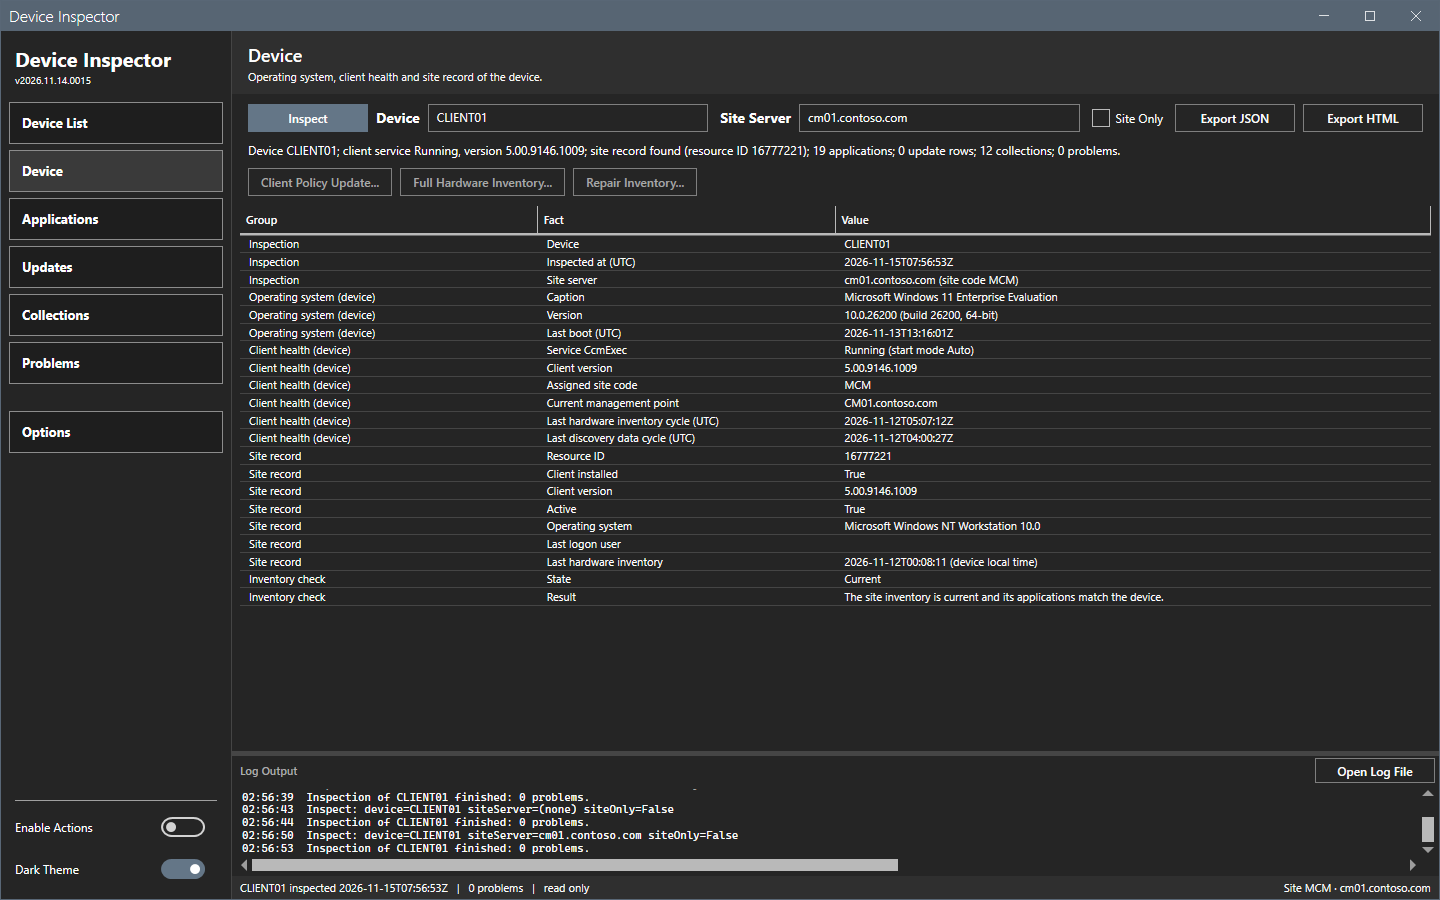 Device Inspector
Device Inspector
v2026.11.14.0015
Device List
Device
Applications
Updates
Collections
Problems
Options
Enable Actions
Dark Theme
Device
Operating system, client health and site record of the device.
Inspect Device CLIENT01 Site Server cm01.contoso.com Site Only Export JSON Export HTML
Device CLIENT01; client service Running, version 5.00.9146.1009; site record found (resource ID 16777221); 19 applications; 0 update rows; 12 collections; 0 problems.
Client Policy Update... Full Hardware Inventory... Repair Inventory...
Group Fact Value
Inspection Device CLIENT01
Inspection Inspected at (UTC) 2026-11-15T07:56:53Z
Inspection Site server cm01.contoso.com (site code MCM)
Operating system (device) Caption Microsoft Windows 11 Enterprise Evaluation
Operating system (device) Version 10.0.26200 (build 26200, 64-bit)
Operating system (device) Last boot (UTC) 2026-11-13T13:16:01Z
Client health (device) Service CcmExec Running (start mode Auto)
Client health (device) Client version 5.00.9146.1009
Client health (device) Assigned site code MCM
Client health (device) Current management point CM01.contoso.com
Client health (device) Last hardware inventory cycle (UTC) 2026-11-12T05:07:12Z
Client health (device) Last discovery data cycle (UTC) 2026-11-12T04:00:27Z
Site record Resource ID 16777221
Site record Client installed True
Site record Client version 5.00.9146.1009
Site record Active True
Site record Operating system Microsoft Windows NT Workstation 10.0
Site record Last logon user
Site record Last hardware inventory 2026-11-12T00:08:11 (device local time)
Inventory check State Current
Inventory check Result The site inventory is current and its applications match the device.
Log Output Open Log File
02:56:39 Inspection of CLIENT01 finished: 0 problems.
02:56:43 Inspect: device=CLIENT01 siteServer=(none) siteOnly=False
02:56:44 Inspection of CLIENT01 finished: 0 problems.
02:56:50 Inspect: device=CLIENT01 siteServer=cm01.contoso.com siteOnly=False
02:56:53 Inspection of CLIENT01 finished: 0 problems.
CLIENT01 inspected 2026-11-15T07:56:53Z | 0 problems | read only Site MCM · cm01.contoso.com